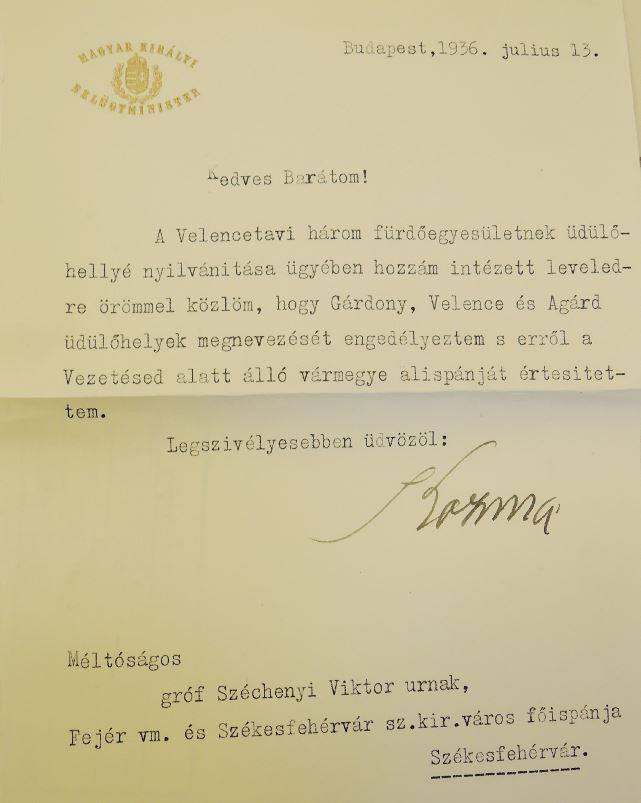 MAGYAR KIRÁLYI
BELÜGYMINISTER
Budapest,1936. julius 13.
Kedves Barátom!
A Velencetavi három fürdőegyesületnek üdülő-
hellyé nyilvánitása ügyében hozzám intézett leveled-
re örömmel közlöm, hogy Gárdony, Velence és Agárd
üdülőhelyek megnevezését engedélyeztem s erről a
Vezetésed alatt álló vármegye alispánját értesitet-
tem.
Legszivélyesebben üdvözöl:
Kozma
Méltóságos
gróf Széchenyi Viktor urnak,
Fejér vm. és Székesfehérvár sz.kir.város főispánja
Székesfehérvár.